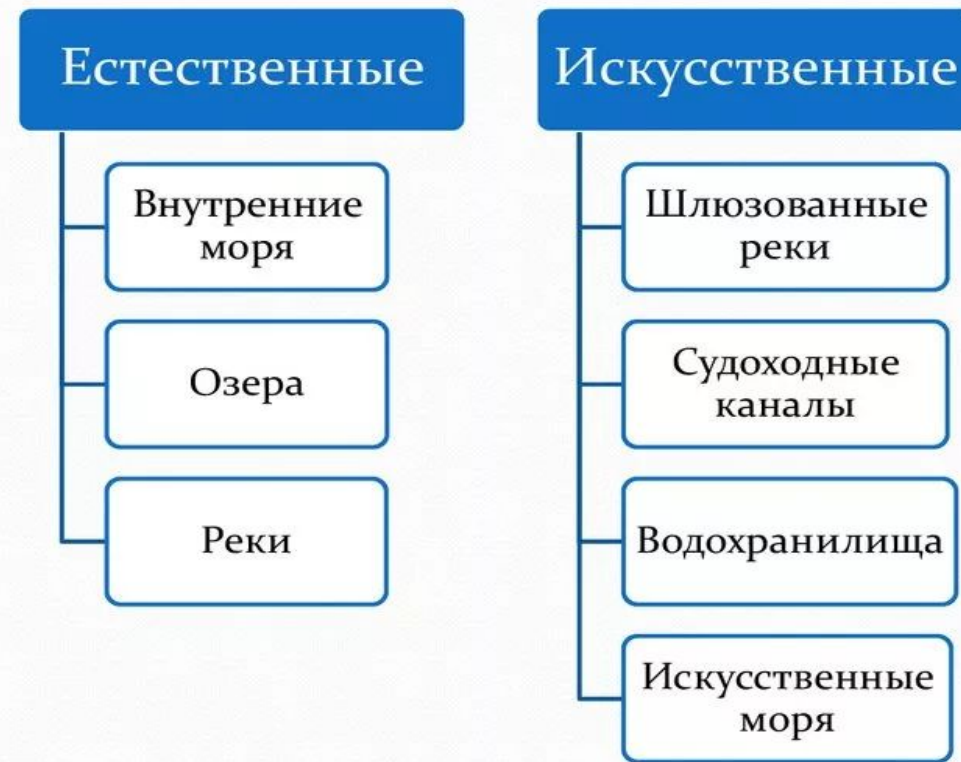 Естественные
Внутренние
моря
Озера
Реки
Искусственные
Шлюзованные
реки
Судоходные
каналы
Водохранилища
Искусственные
моря